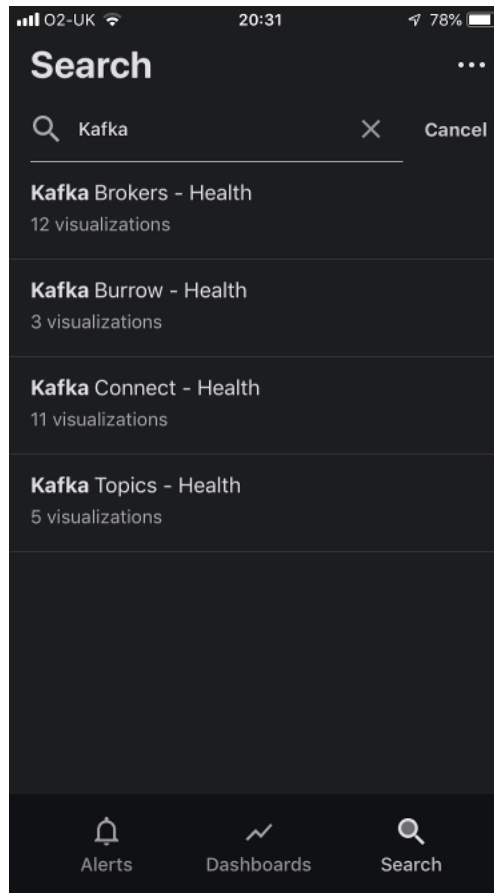 O2-UK 20:31 78%
Search
Kafka Cancel
Kafka Brokers - Health
12 visualizations
Kafka Burrow - Health
3 visualizations
Kafka Connect - Health
11 visualizations
Kafka Topics - Health
5 visualizations
Alerts Dashboards Search